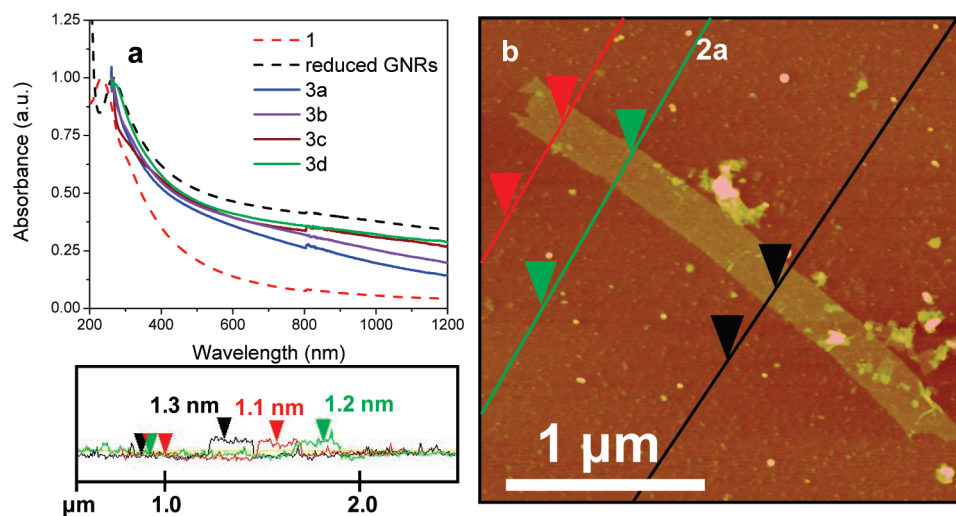 a
1
reduced GNRs
3a
3b
3c
3d
1.25
1.00
0.75
0.50
0.25
0.00
Absorbance (a.u.)
200 400 600 800 1000 1200
Wavelength (nm)
1.3 nm 1.1 nm 1.2 nm
µm 1.0 2.0
b 2a
1 µm